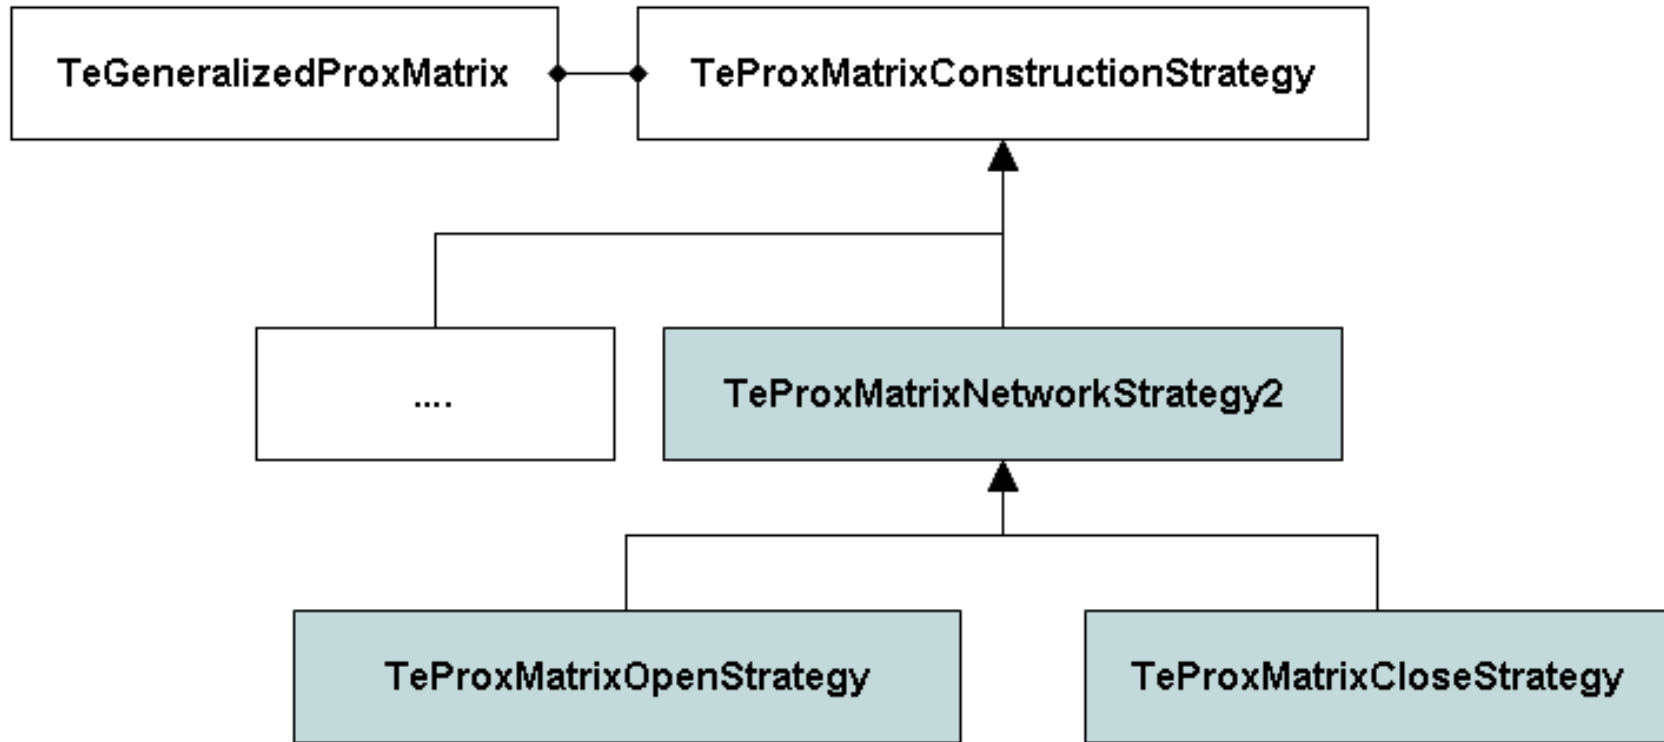 TeGeneralizedProxMatrix
TeProxMatrixConstructionStrategy
....
TeProxMatrixNetworkStrategy2
TeProxMatrixOpenStrategy
TeProxMatrixCloseStrategy